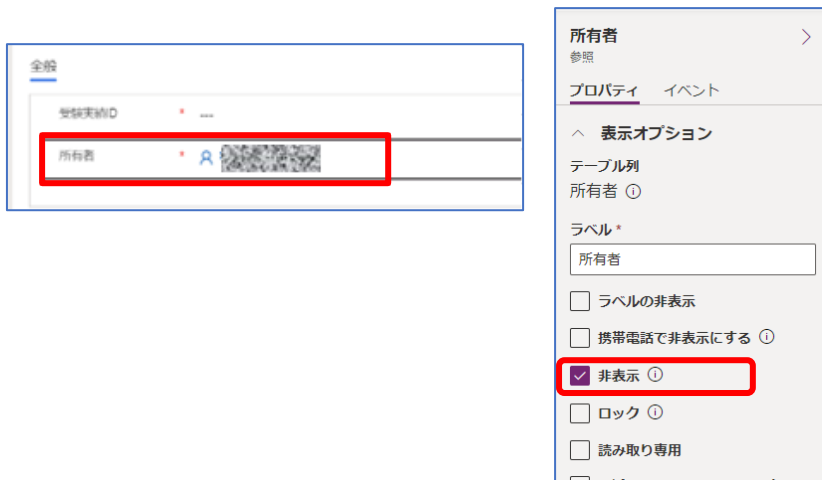 全般
受験実績ID * ---
所有者 *
所有者
参照
プロパティ イベント
表示オプション
テーブル列
所有者
ラベル *
所有者
ラベルの非表示
携帯電話で非表示にする
非表示
ロック
読み取り専用